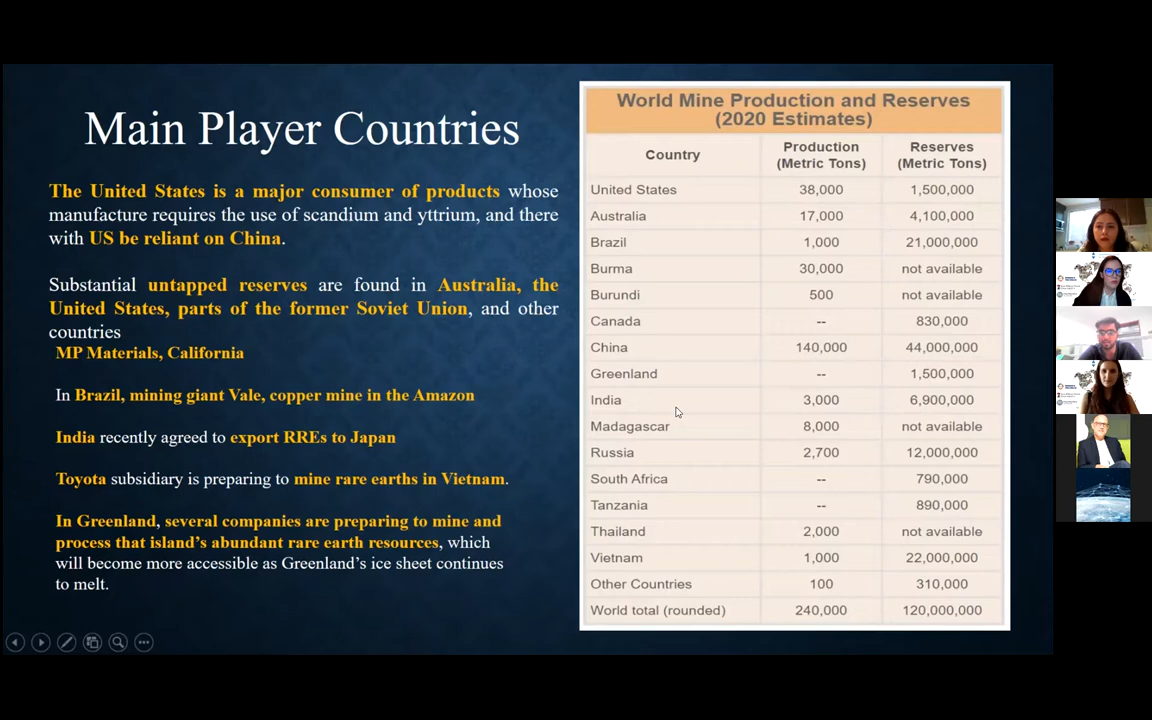 Main Player Countries
The United States is a major consumer of products whose
manufacture requires the use of scandium and yttrium, and there
with US be reliant on China.
Substantial untapped reserves are found in Australia, the
United States, parts of the former Soviet Union, and other
countries
MP Materials, California
In Brazil, mining giant Vale, copper mine in the Amazon
India recently agreed to export RREs to Japan
Toyota subsidiary is preparing to mine rare earths in Vietnam.
In Greenland, several companies are preparing to mine and
process that island's abundant rare earth resources, which
will become more accessible as Greenland's ice sheet continues
to melt.
World Mine Production and Reserves
(2020 Estimates)
Country Production (Metric Tons) Reserves (Metric Tons)
United States 38,000 1,500,000
Australia 17,000 4,100,000
Brazil 1,000 21,000,000
Burma 30,000 not available
Burundi 500 not available
Canada -- 830,000
China 140,000 44,000,000
Greenland -- 1,500,000
India 3,000 6,900,000
Madagascar 8,000 not available
Russia 2,700 12,000,000
South Africa -- 790,000
Tanzania -- 890,000
Thailand 2,000 not available
Vietnam 1,000 22,000,000
Other Countries 100 310,000
World total (rounded) 240,000 120,000,000